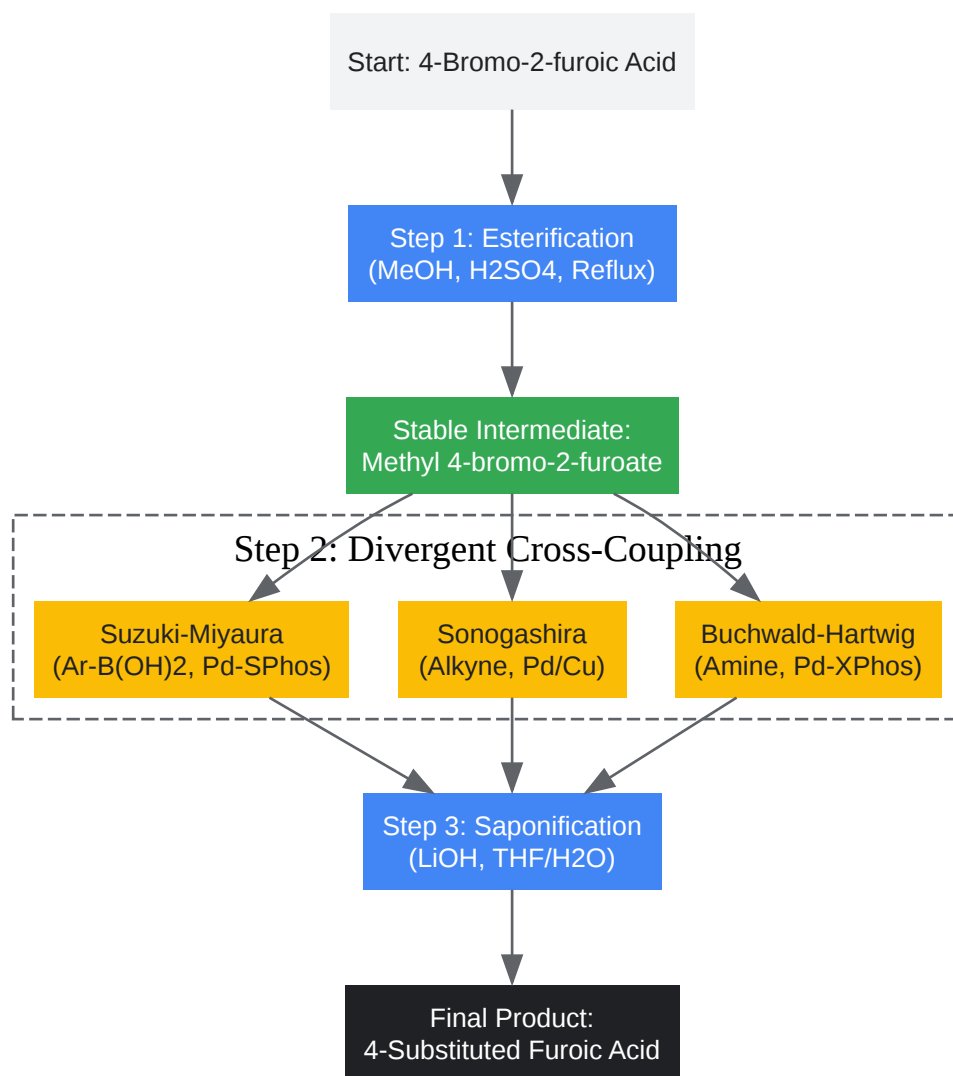 Start: 4-Bromo-2-furoic Acid
Step 1: Esterification
(MeOH, H2SO4, Reflux)
Stable Intermediate:
Methyl 4-bromo-2-furoate
Step 2: Divergent Cross-Coupling
Suzuki-Miyaura
(Ar-B(OH)2, Pd-SPhos)
Sonogashira
(Alkyne, Pd/Cu)
Buchwald-Hartwig
(Amine, Pd-XPhos)
Step 3: Saponification
(LiOH, THF/H2O)
Final Product:
4-Substituted Furoic Acid